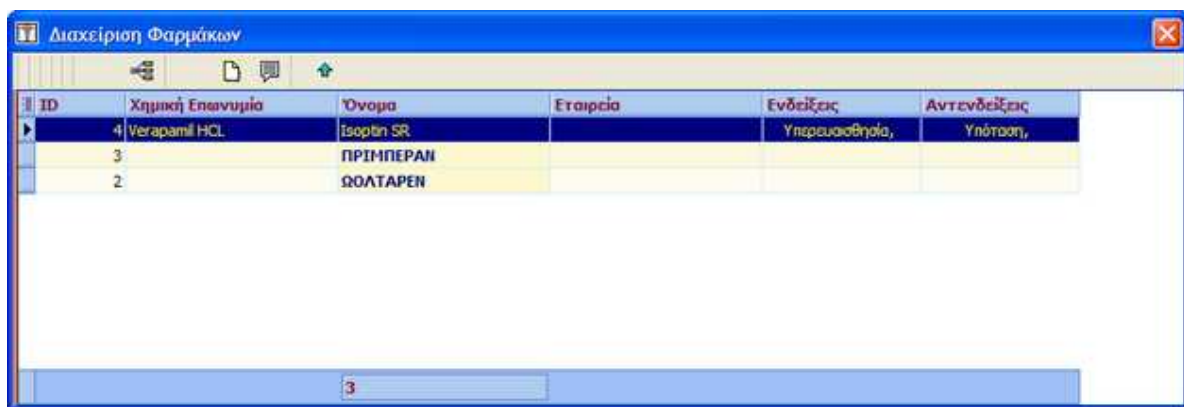 Διαχείριση Φαρμάκων
ID Χημική Επωνυμία Όνομα Εταιρεία Ενδείξεις Αντενδείξεις
4 Verapamil HCL Isoptin SR Υπερευαισθησία, Υπόταση,
3 ΠΡΙΜΠΕΡΑΝ
2 ΩΟΛΤΑΡΕΝ
3